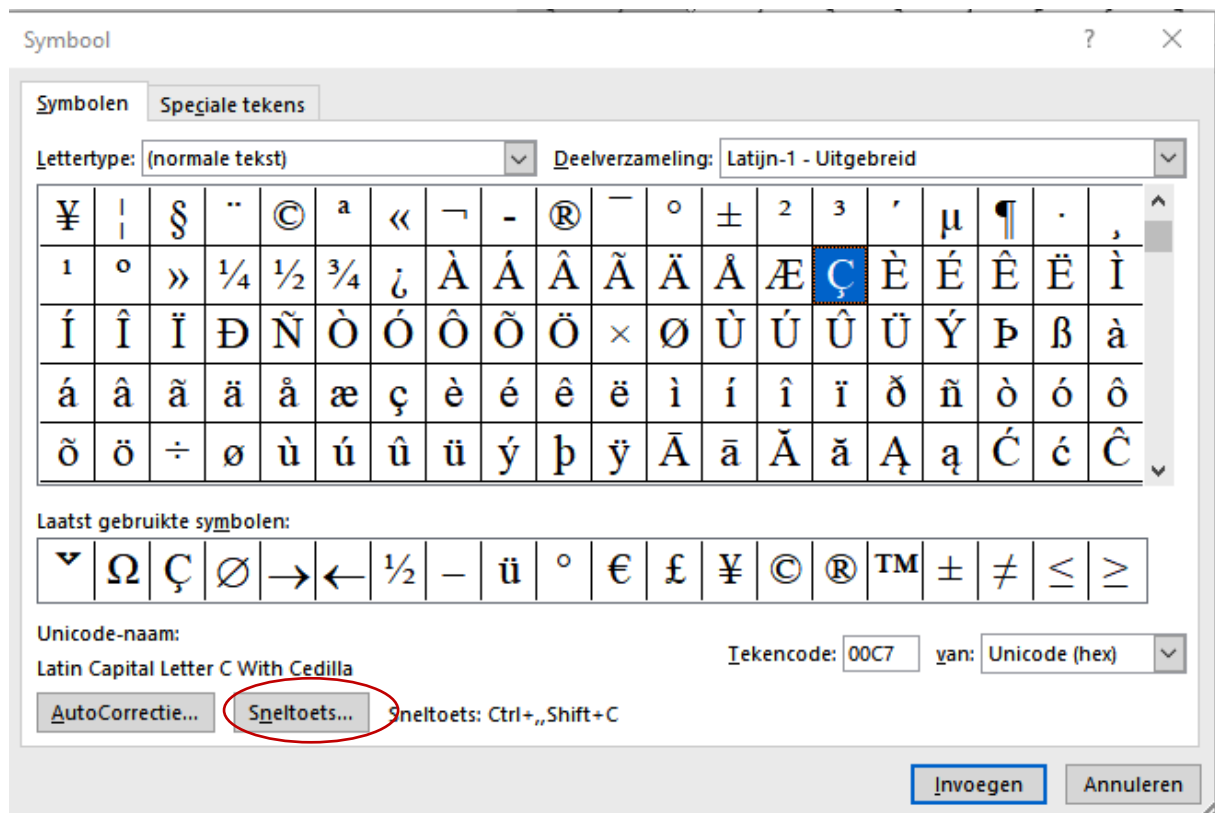 Symbool ?
Symbolen Speciale tekens
Lettertype: (normale tekst) Deelverzameling: Latijn-1 - Uitgebreid
¥ ¦ § ¨ © ª « ¬ - ® ¯ ° ± ² ³ ´ µ ¶ · ¸
¹ º » ¼ ½ ¾ ¿ À Á Â Ã Ä Å Æ Ç È É Ê Ë Ì
Í Î Ï Ð Ñ Ò Ó Ô Õ Ö × Ø Ù Ú Û Ü Ý Þ ß à
á â ã ä å æ ç è é ê ë ì í î ï ð ñ ò ó ô
õ ö ÷ ø ù ú û ü ý þ ÿ Ā ā Ă ă Ą ą Ć ć Ĉ
Laatst gebruikte symbolen:
Ω Ç ∅ → ← ½ – ü ° € £ ¥ © ® ™ ± ≠ ≤ ≥
Unicode-naam:
Latin Capital Letter C With Cedilla
Tekencode: 00C7 van: Unicode (hex)
AutoCorrectie... Sneltoets... Sneltoets: Ctrl+,,Shift+C
Invoegen Annuleren